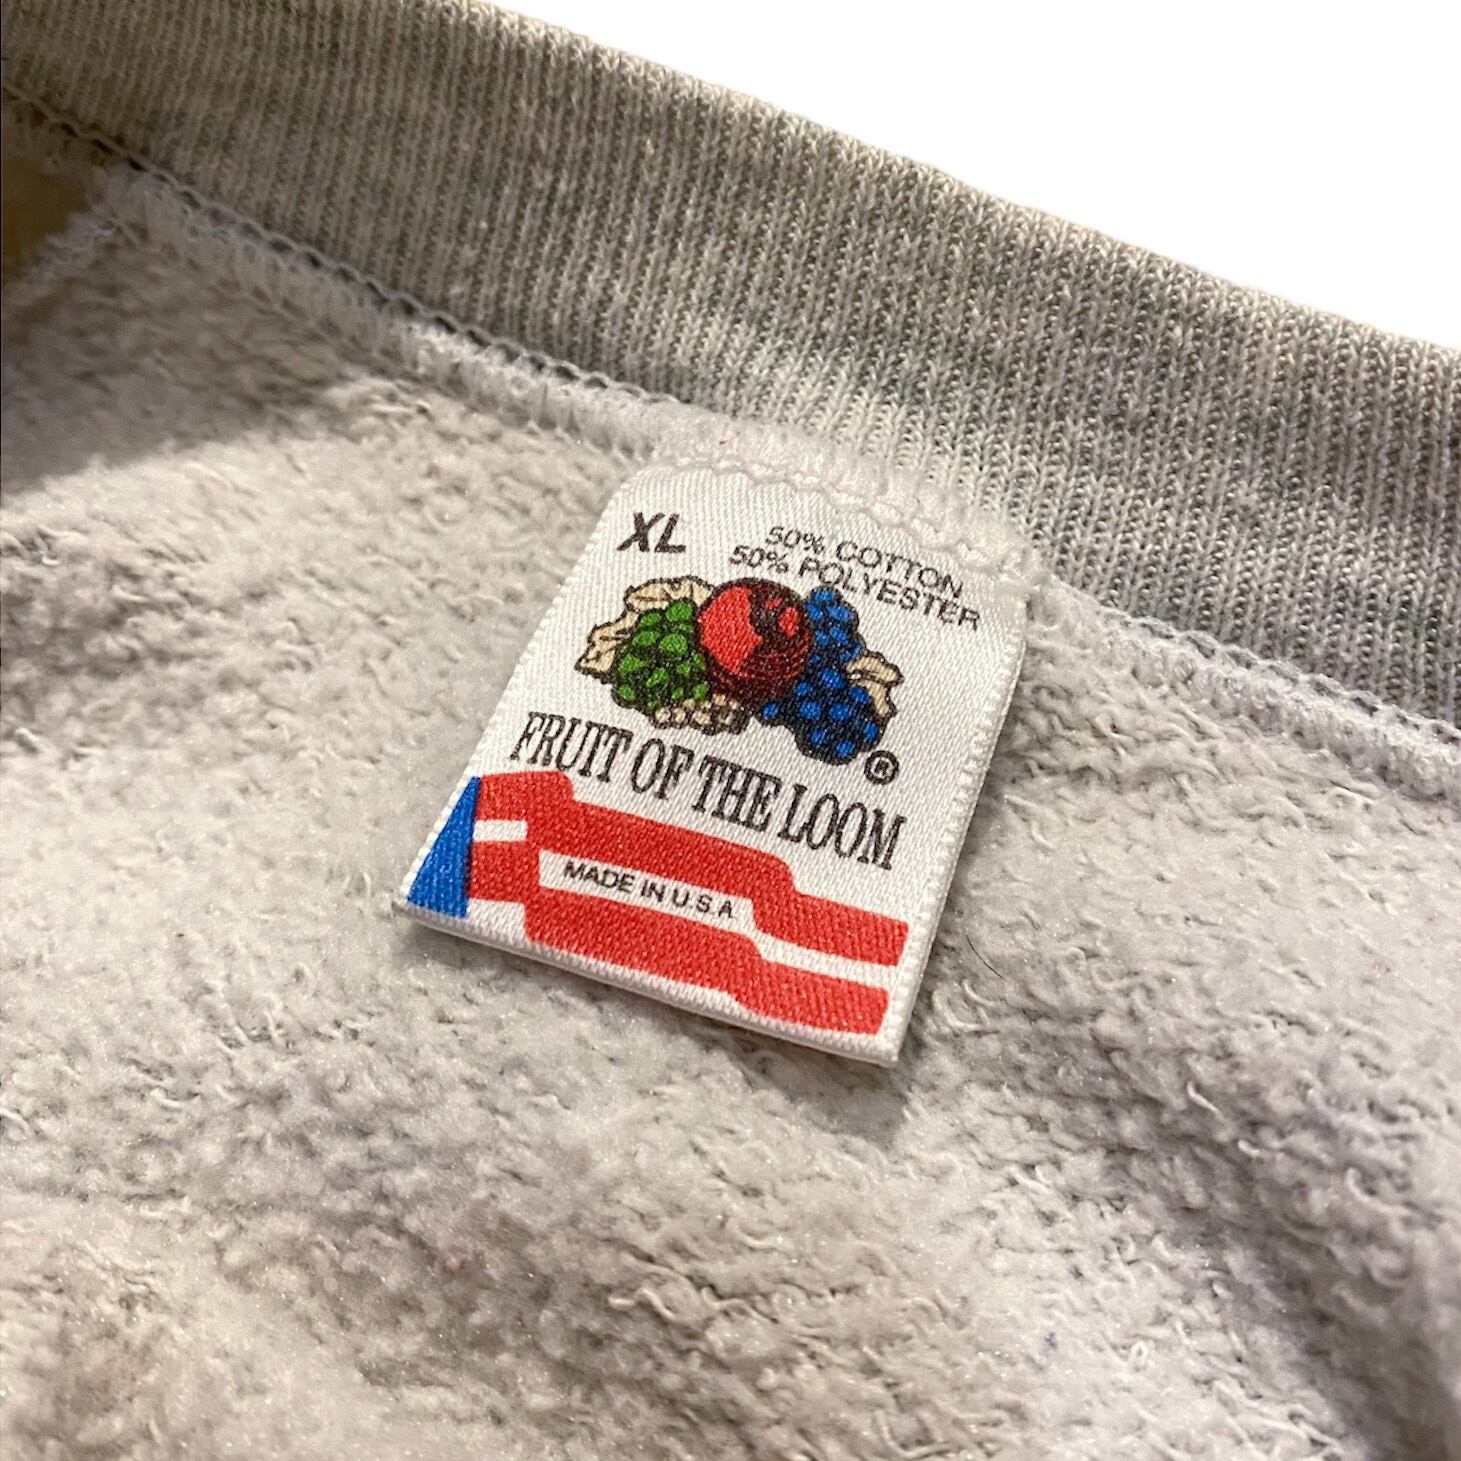 XL
50% COTTON
50% POLYESTER
FRUIT OF THE LOOM
®
MADE IN U.S.A